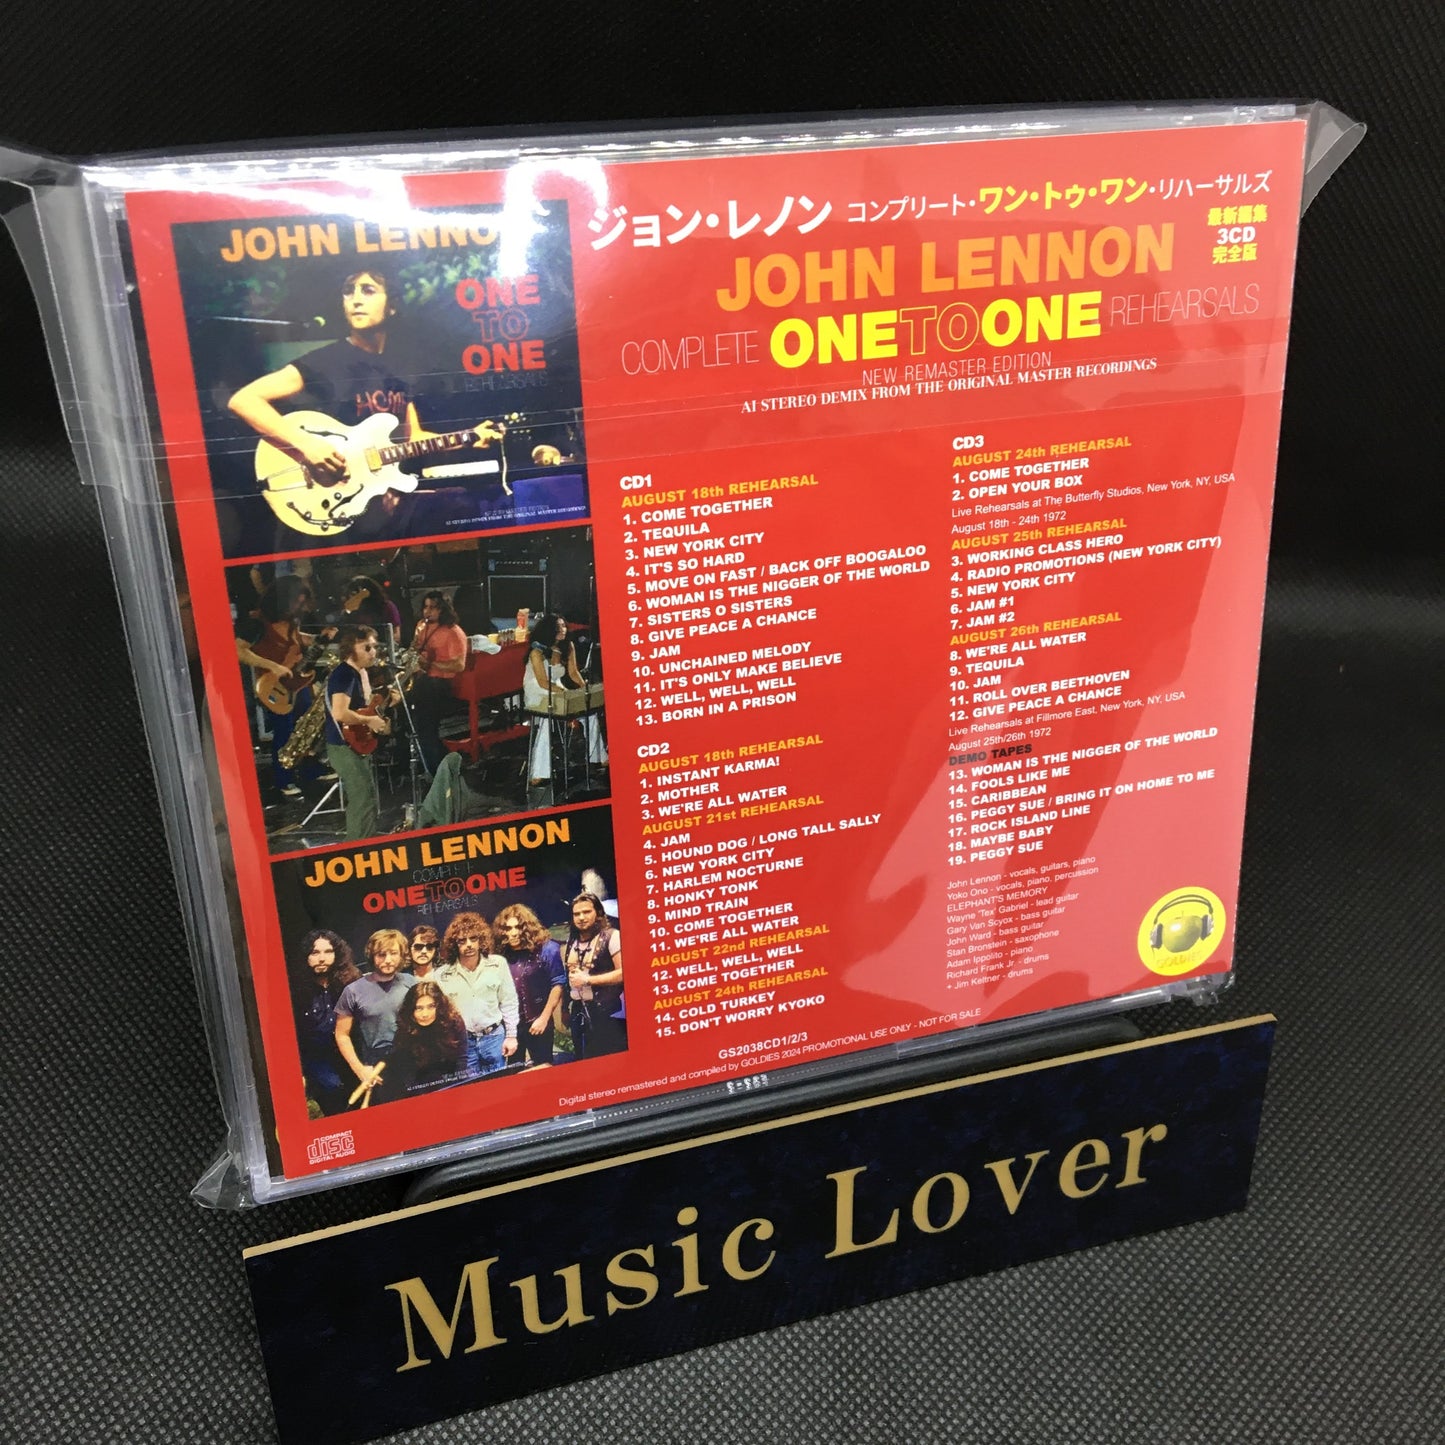 ジョン・レノン コンプリート・ワン・トゥ・ワン・リハーサルズ
最新編集
3CD
完全版
JOHN LENNON
COMPLETE ONE TO ONE REHEARSALS
NEW REMASTER EDITION
AI STEREO DEMIX FROM THE ORIGINAL MASTER RECORDINGS
JOHN LENNO
ONE
TO
ONE
REHEARSALS
HOME
JOHN LENNON
COMPLETE
ONE TO ONE
REHEARSALS
CD1
AUGUST 18th REHEARSAL
1. COME TOGETHER
2. TEQUILA
3. NEW YORK CITY
4. IT'S SO HARD
5. MOVE ON FAST / BACK OFF BOOGALOO
6. WOMAN IS THE NIGGER OF THE WORLD
7. SISTERS O SISTERS
8. GIVE PEACE A CHANCE
9. JAM
10. UNCHAINED MELODY
11. IT'S ONLY MAKE BELIEVE
12. WELL, WELL, WELL
13. BORN IN A PRISON
CD2
AUGUST 18th REHEARSAL
1. INSTANT KARMA!
2. MOTHER
3. WE'RE ALL WATER
AUGUST 21st REHEARSAL
4. JAM
5. HOUND DOG / LONG TALL SALLY
6. NEW YORK CITY
7. HARLEM NOCTURNE
8. HONKY TONK
9. MIND TRAIN
10. COME TOGETHER
11. WE'RE ALL WATER
AUGUST 22nd REHEARSAL
12. WELL, WELL, WELL
13. COME TOGETHER
AUGUST 24th REHEARSAL
14. COLD TURKEY
15. DON'T WORRY KYOKO
CD3
AUGUST 24th REHEARSAL
1. COME TOGETHER
2. OPEN YOUR BOX
Live Rehearsals at The Butterfly Studios, New York, NY, USA
August 18th - 24th 1972
AUGUST 25th REHEARSAL
3. WORKING CLASS HERO
4. RADIO PROMOTIONS (NEW YORK CITY)
5. NEW YORK CITY
6. JAM #1
7. JAM #2
AUGUST 26th REHEARSAL
8. WE'RE ALL WATER
9. TEQUILA
10. JAM
11. ROLL OVER BEETHOVEN
12. GIVE PEACE A CHANCE
Live Rehearsals at Fillmore East, New York, NY, USA
August 25th/26th 1972
DEMO TAPES
13. WOMAN IS THE NIGGER OF THE WORLD
14. FOOLS LIKE ME
15. CARIBBEAN
16. PEGGY SUE / BRING IT ON HOME TO ME
17. ROCK ISLAND LINE
18. MAYBE BABY
19. PEGGY SUE
John Lennon - vocals, guitars, piano
Yoko Ono - vocals, piano, percussion
ELEPHANT'S MEMORY
Wayne 'Tex' Gabriel - lead guitar
Gary Van Scyox - bass guitar
John Ward - bass guitar
Stan Bronstein - saxophone
Adam Ippolito - piano
Richard Frank Jr - drums
+ Jim Keltner - drums
GOLDIES
GS2038CD1/2/3
Digital stereo remastered and compiled by GOLDIES 2024 PROMOTIONAL USE ONLY - NOT FOR SALE
COMPACT
disc
DIGITAL AUDIO
Music Lover